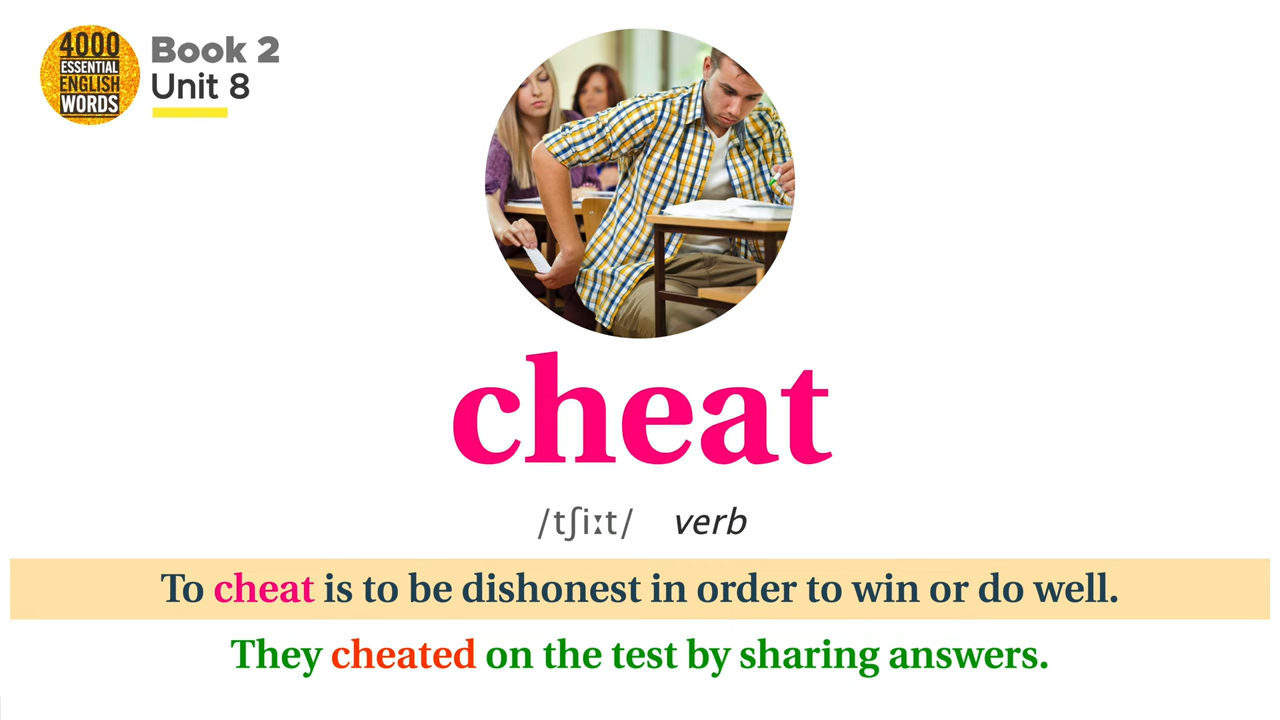 4000
ESSENTIAL
ENGLISH
WORDS
Book 2
Unit 8
cheat
/tʃiːt/ verb
To cheat is to be dishonest in order to win or do well.
They cheated on the test by sharing answers.